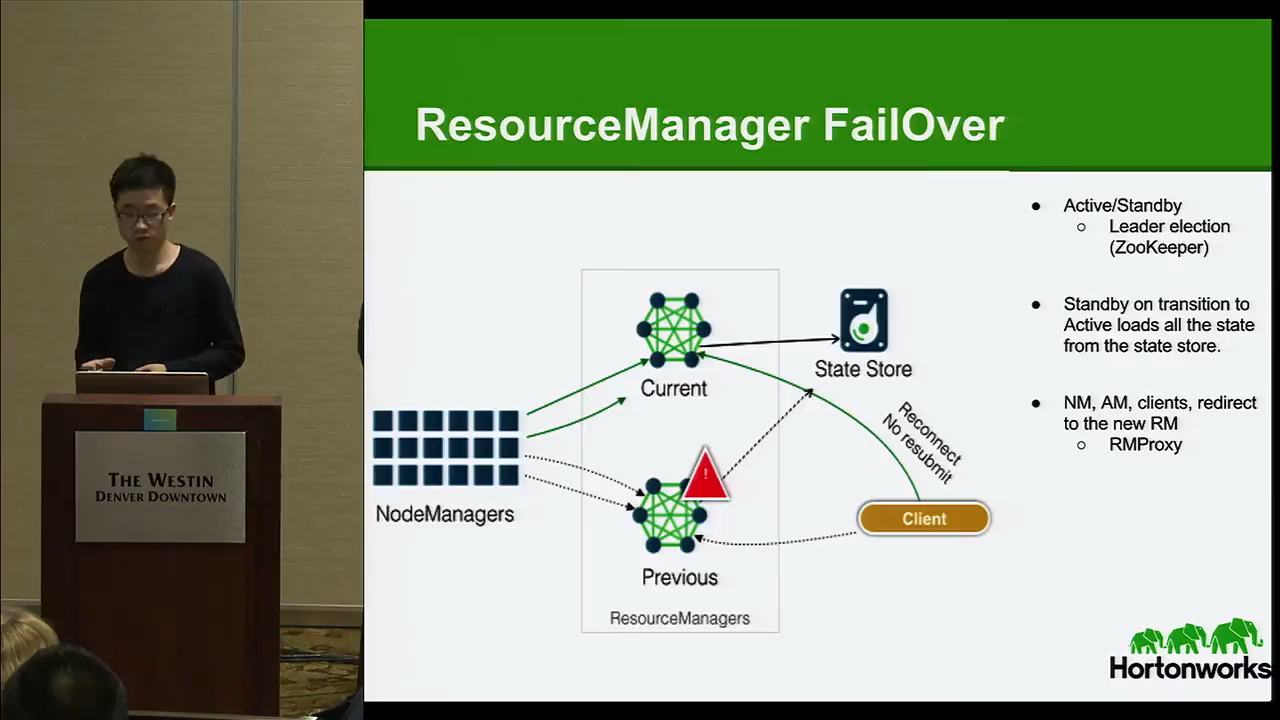 ResourceManager FailOver
● Active/Standby
○ Leader election
(ZooKeeper)
● Standby on transition to
Active loads all the state
from the state store.
● NM, AM, clients, redirect
to the new RM
○ RMProxy
Current
State Store
Reconnect
No resubmit
NodeManagers
!
Client
Previous
ResourceManagers
Hortonworks
THE WESTIN
DENVER DOWNTOWN